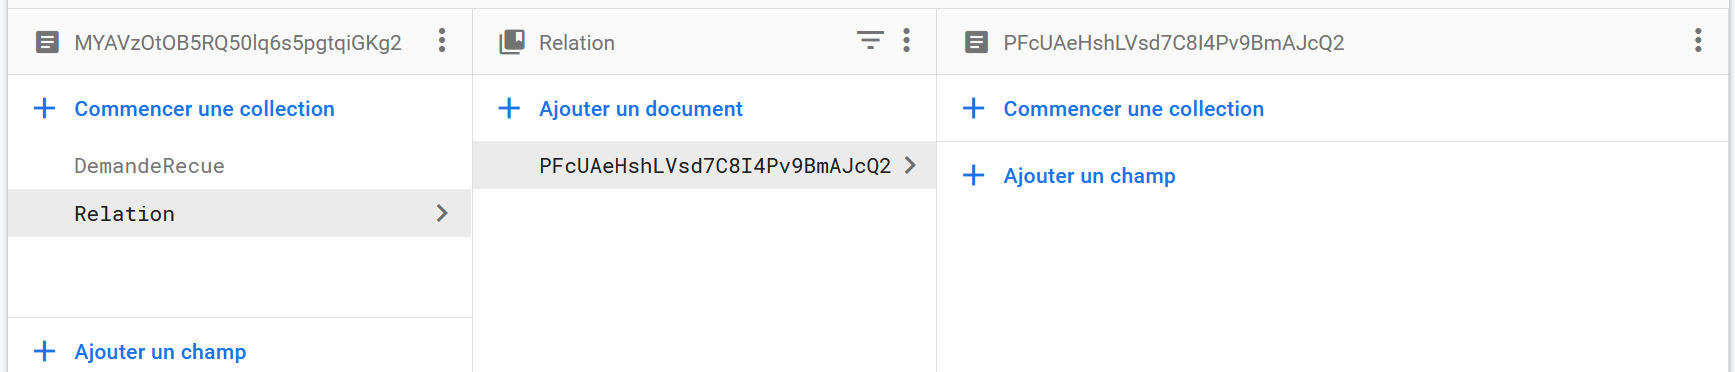 MYAVzOtOB5RQ50lq6s5pgtqiGKg2
Commencer une collection
DemandeRecue
Relation
Ajouter un champ
Relation
Ajouter un document
PFcUAeHshLVsd7C8I4Pv9BmAJcQ2
PFcUAeHshLVsd7C8I4Pv9BmAJcQ2
Commencer une collection
Ajouter un champ